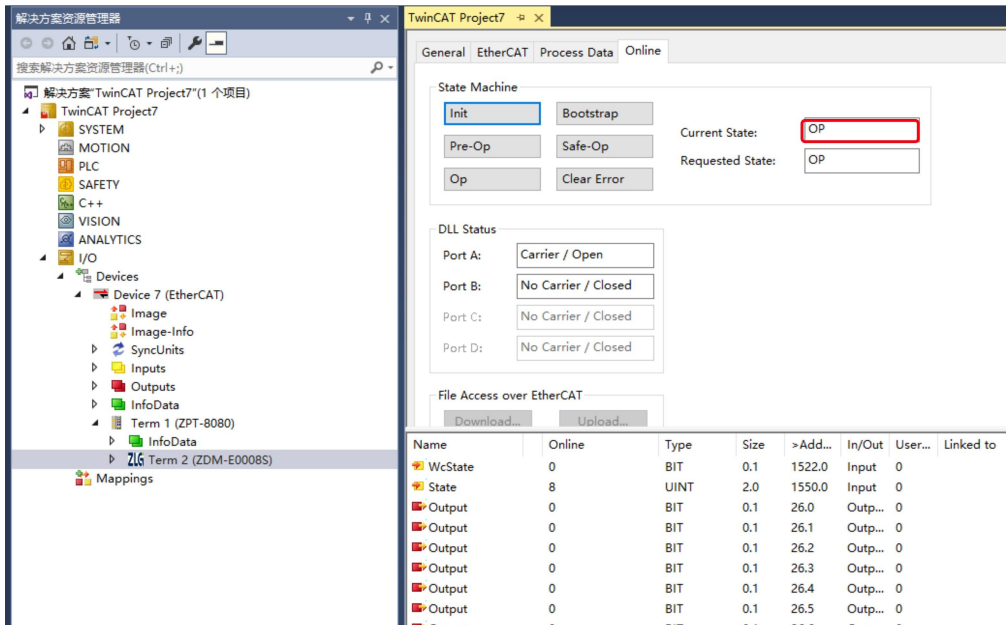 解决方案资源管理器
搜索解决方案资源管理器(Ctrl+;)
解决方案"TwinCAT Project7"(1 个项目)
TwinCAT Project7
SYSTEM
MOTION
PLC
SAFETY
C++
VISION
ANALYTICS
I/O
Devices
Device 7 (EtherCAT)
Image
Image-Info
SyncUnits
Inputs
Outputs
InfoData
Term 1 (ZPT-8080)
InfoData
ZLG Term 2 (ZDM-E0008S)
Mappings
TwinCAT Project7
General EtherCAT Process Data Online
State Machine
Init Bootstrap
Pre-Op Safe-Op
Op Clear Error
Current State: OP
Requested State: OP
DLL Status
Port A: Carrier / Open
Port B: No Carrier / Closed
Port C: No Carrier / Closed
Port D: No Carrier / Closed
File Access over EtherCAT
Download... Upload...
Name Online Type Size >Add... In/Out User... Linked to
WcState 0 BIT 0.1 1522.0 Input 0
State 8 UINT 2.0 1550.0 Input 0
Output 0 BIT 0.1 26.0 Outp... 0
Output 0 BIT 0.1 26.1 Outp... 0
Output 0 BIT 0.1 26.2 Outp... 0
Output 0 BIT 0.1 26.3 Outp... 0
Output 0 BIT 0.1 26.4 Outp... 0
Output 0 BIT 0.1 26.5 Outp... 0